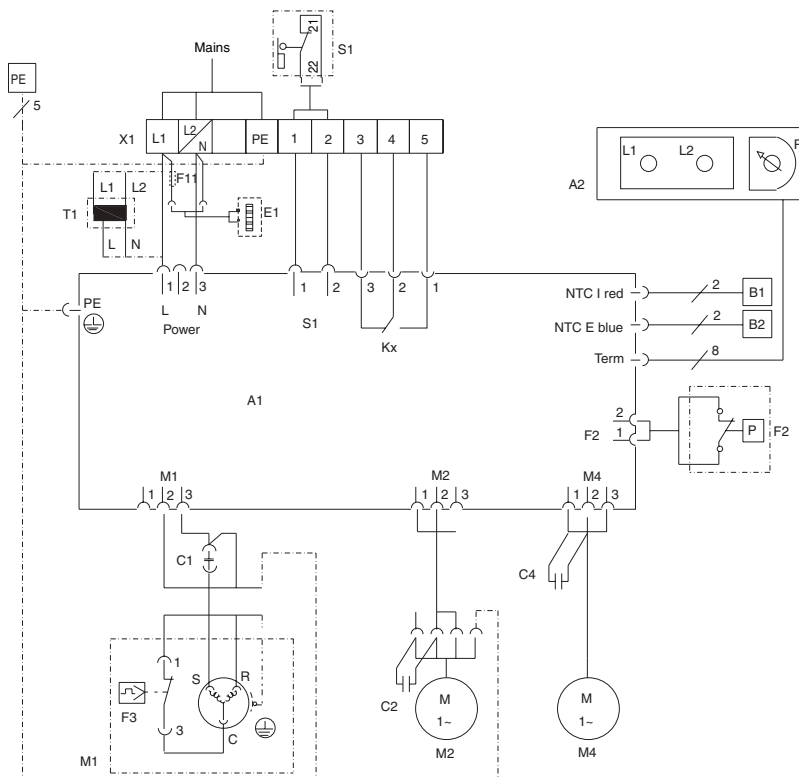 21
S1
22
Mains
PE
5
X1
L1
L2
N
PE
1
2
3
4
5
L1
L2
A2
F11
L1
L2
T1
E1
L
N
1
2
3
1
2
3
2
1
PE
L
N
Power
S1
Kx
NTC I red
2
B1
NTC E blue
2
B2
Term
8
A1
2
F2
1
P
F2
M1
1
2
3
M2
1
2
3
M4
1
2
3
C1
C4
1
S
R
F3
3
C
M1
C2
M
1~
M2
M
1~
M4